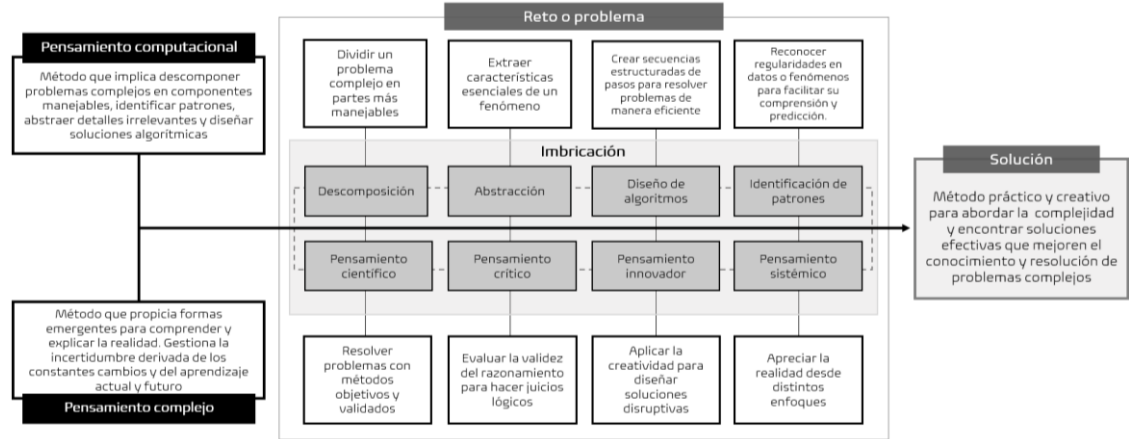 Reto o problema
Pensamiento computacional
Método que implica descomponer
problemas complejos en componentes
manejables, identificar patrones,
abstraer detalles irrelevantes y diseñar
soluciones algorítmicas
Dividir un
problema
complejo en
partes más
manejables
Extraer
características
esenciales de un
fenómeno
Crear secuencias
estructuradas de
pasos para resolver
problemas de
manera eficiente
Reconocer
regularidades en
datos o fenómenos
para facilitar su
comprensión y
predicción.
Imbricación
Descomposición
Abstracción
Diseño de
algoritmos
Identificación de
patrones
Pensamiento
científico
Pensamiento
crítico
Pensamiento
innovador
Pensamiento
sistémico
Solución
Método práctico y creativo
para abordar la complejidad
y encontrar soluciones
efectivas que mejoren el
conocimiento y resolución de
problemas complejos
Método que propicia formas
emergentes para comprender y
explicar la realidad. Gestiona la
incertidumbre derivada de los
constantes cambios y del aprendizaje
actual y futuro
Pensamiento complejo
Resolver
problemas con
métodos
objetivos y
validados
Evaluar la validez
del razonamiento
para hacer juicios
lógicos
Aplicar la
creatividad para
diseñar
soluciones
disruptivas
Apreciar la
realidad desde
distintos
enfoques